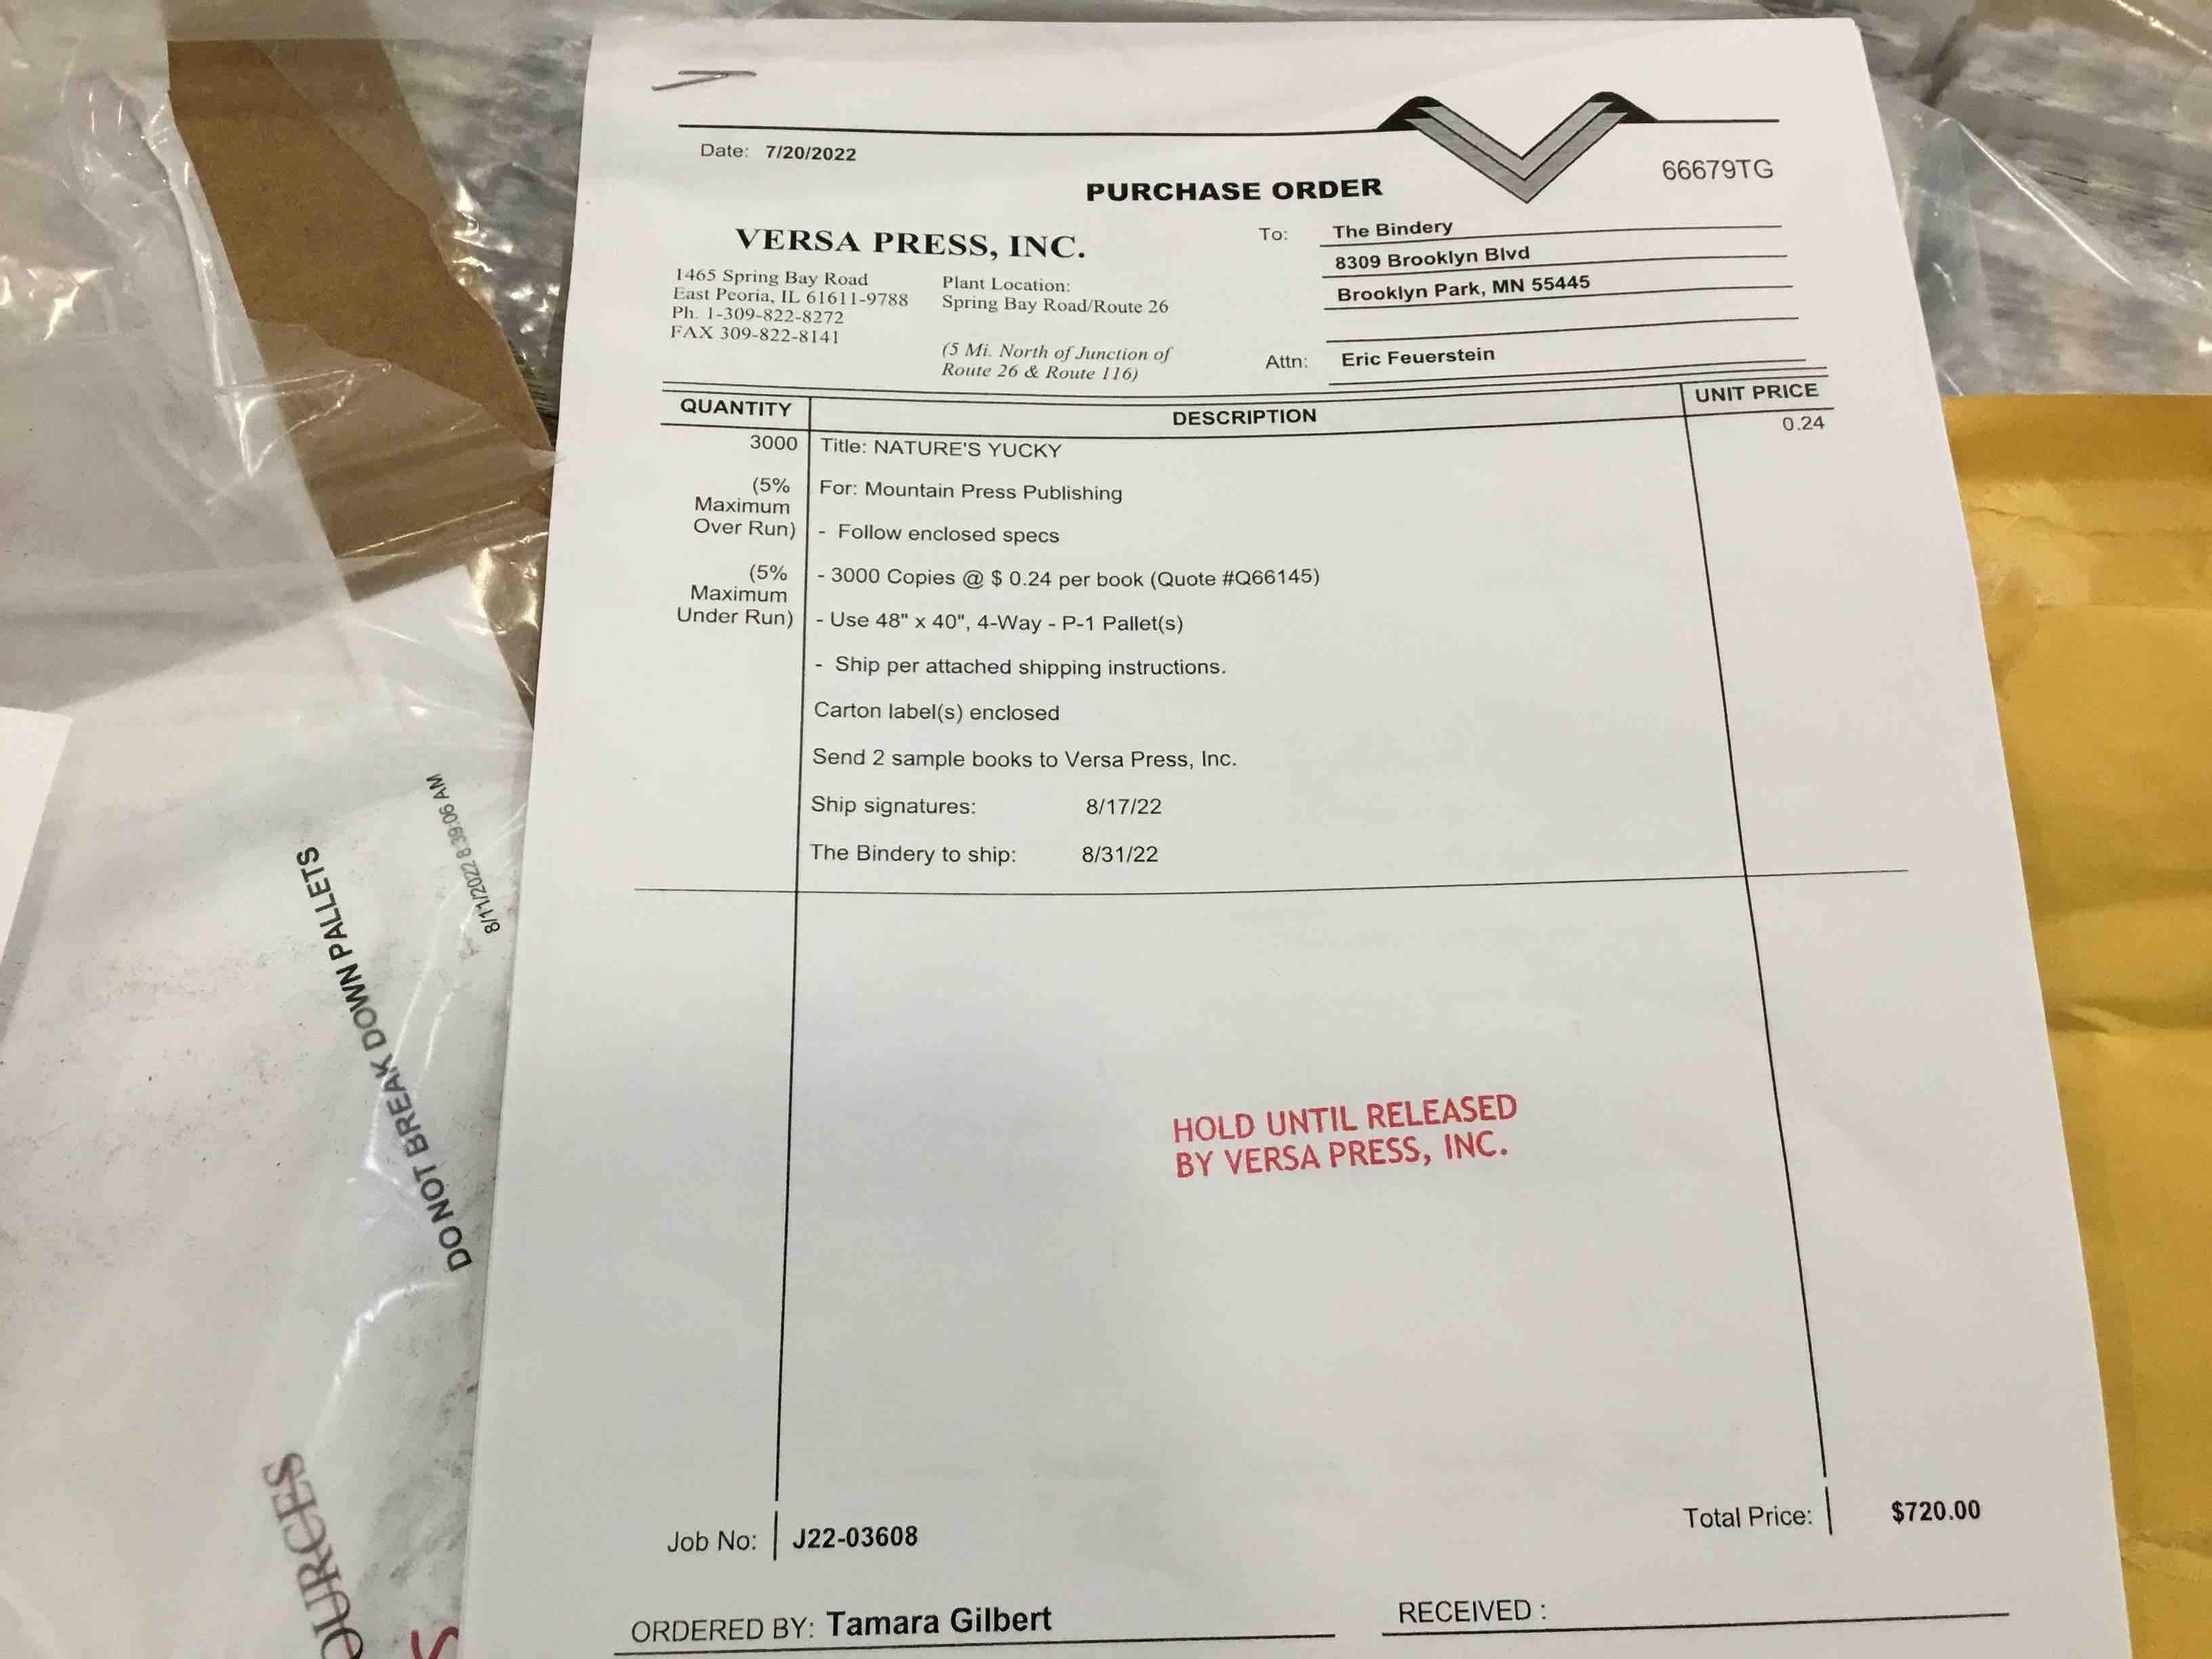 Date: 7/20/2022
66679TG
PURCHASE ORDER
VERSA PRESS, INC.
1465 Spring Bay Road
East Peoria, IL 61611-9788
Ph. 1-309-822-8272
FAX 309-822-8141
Plant Location:
Spring Bay Road/Route 26
(5 Mi. North of Junction of
Route 26 & Route 116)
To: The Bindery
8309 Brooklyn Blvd
Brooklyn Park, MN 55445
Attn: Eric Feuerstein
QUANTITY DESCRIPTION UNIT PRICE
3000 Title: NATURE'S YUCKY 0.24
(5%
Maximum
Over Run)
(5%
Maximum
Under Run)
For: Mountain Press Publishing
- Follow enclosed specs
- 3000 Copies @ $ 0.24 per book (Quote #Q66145)
- Use 48" x 40", 4-Way - P-1 Pallet(s)
- Ship per attached shipping instructions.
Carton label(s) enclosed
Send 2 sample books to Versa Press, Inc.
Ship signatures: 8/17/22
The Bindery to ship: 8/31/22
HOLD UNTIL RELEASED
BY VERSA PRESS, INC.
Job No: J22-03608
Total Price: $720.00
ORDERED BY: Tamara Gilbert
RECEIVED :
8/11/2022 8:39:06 AM
DO NOT BREAK DOWN PALLETS